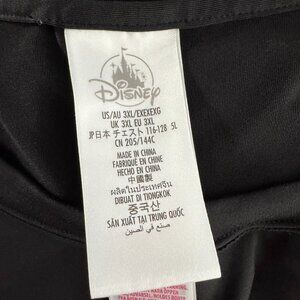 Disney
US/AU 3XL/EXEXEXG
UK 3XL EU 3XL
JP日本 チェスト 116-128 5L
CN 205/144C
MADE IN CHINA
FABRIQUÉ EN CHINE
HECHO EN CHINA
中國製
ผลิตในประเทศจีน
DIBUAT DI TIONGKOK
중국산
SẢN XUẤT TẠI TRUNG QUỐC
صنع في الصين